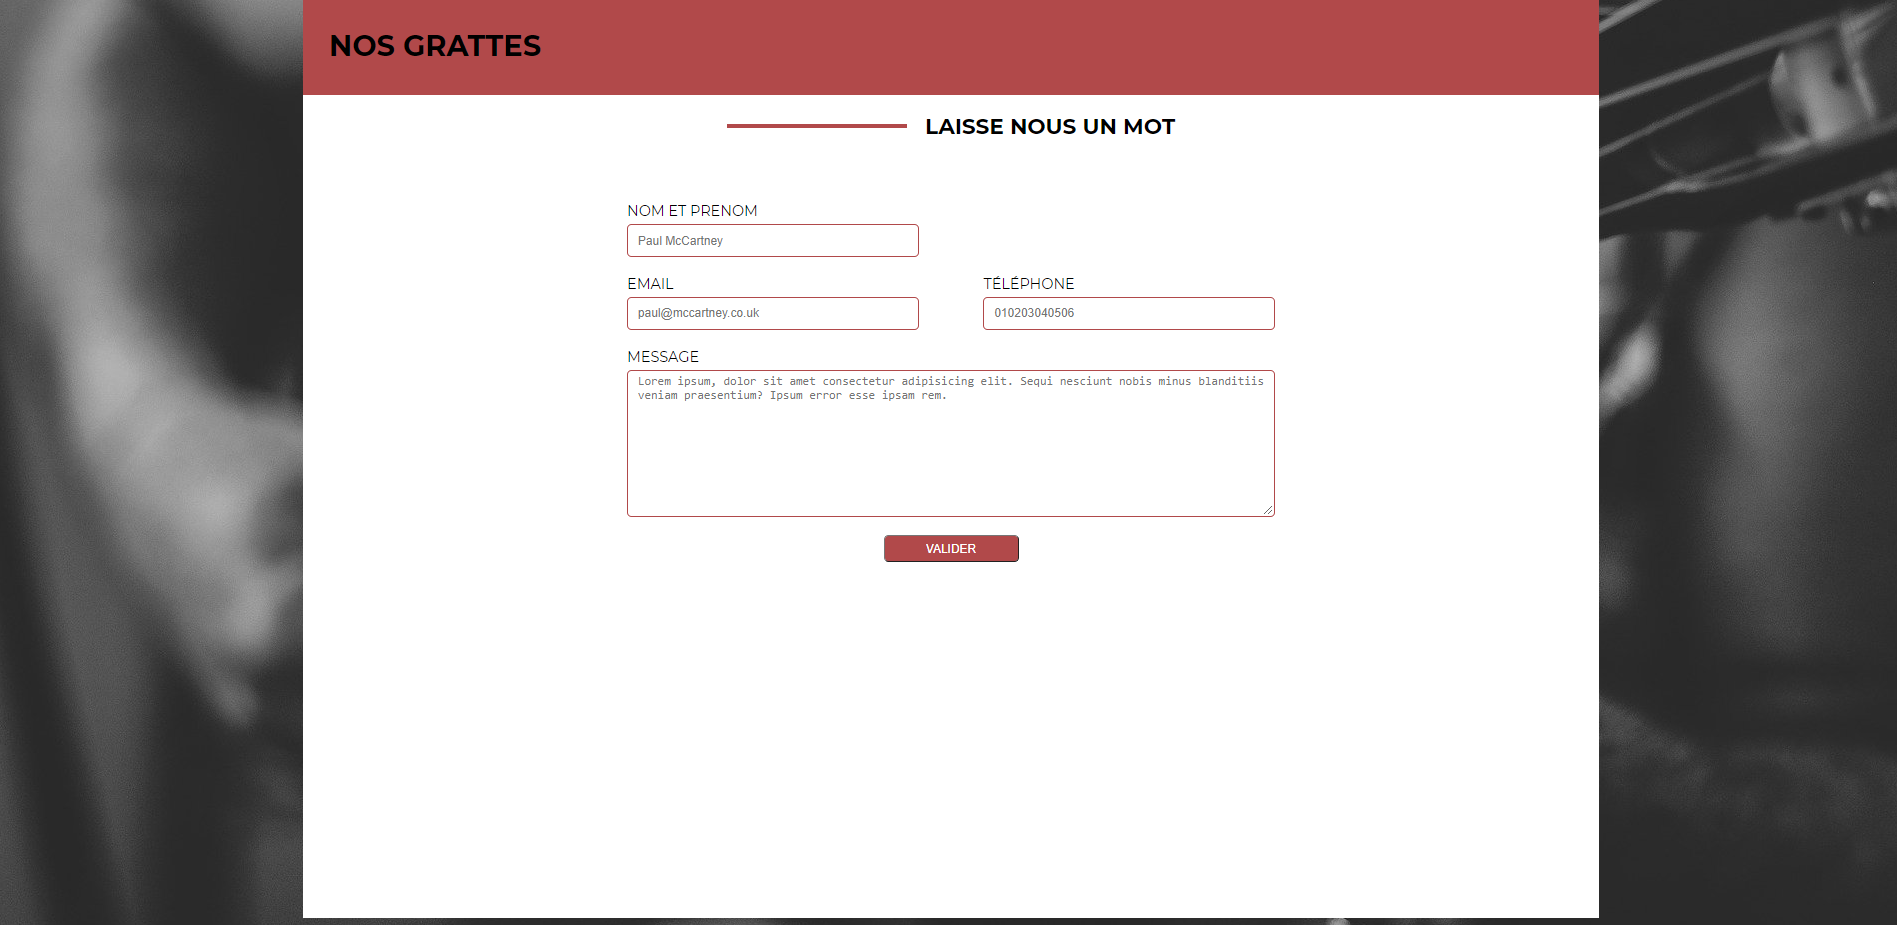 NOS GRATTES
LAISSE NOUS UN MOT
NOM ET PRENOM
Paul McCartney
EMAIL
paul@mccartney.co.uk
TÉLÉPHONE
010203040506
MESSAGE
Lorem ipsum, dolor sit amet consectetur adipisicing elit. Sequi nesciunt nobis minus blanditiis
veniam praesentium? Ipsum error esse ipsam rem.
VALIDER